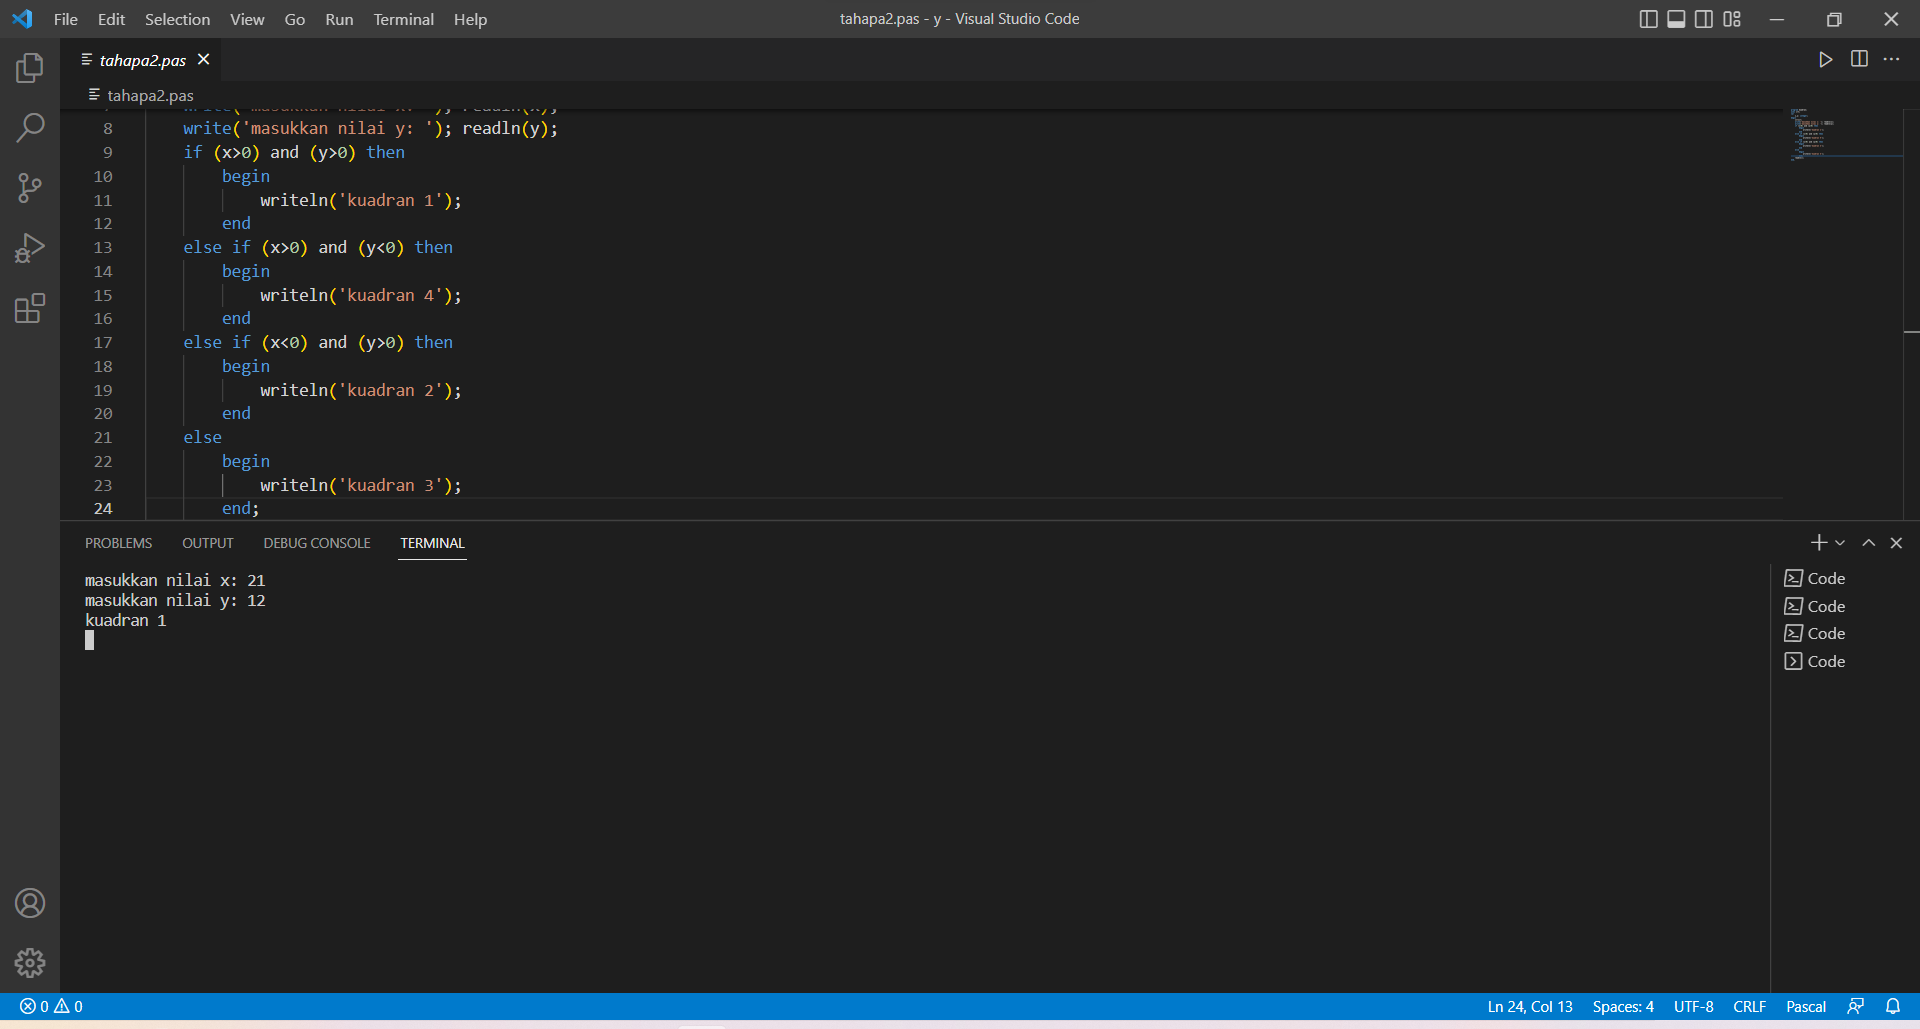 File Edit Selection View Go Run Terminal Help
tahapa2.pas - y - Visual Studio Code
tahapa2.pas
tahapa2.pas
8 write('masukkan nilai y: '); readln(y);
9 if (x>0) and (y>0) then
10 begin
11 writeln('kuadran 1');
12 end
13 else if (x>0) and (y<0) then
14 begin
15 writeln('kuadran 4');
16 end
17 else if (x<0) and (y>0) then
18 begin
19 writeln('kuadran 2');
20 end
21 else
22 begin
23 writeln('kuadran 3');
24 end;
PROBLEMS OUTPUT DEBUG CONSOLE TERMINAL
masukkan nilai x: 21
masukkan nilai y: 12
kuadran 1
Code
Code
Code
Code
0 0
Ln 24, Col 13 Spaces: 4 UTF-8 CRLF Pascal